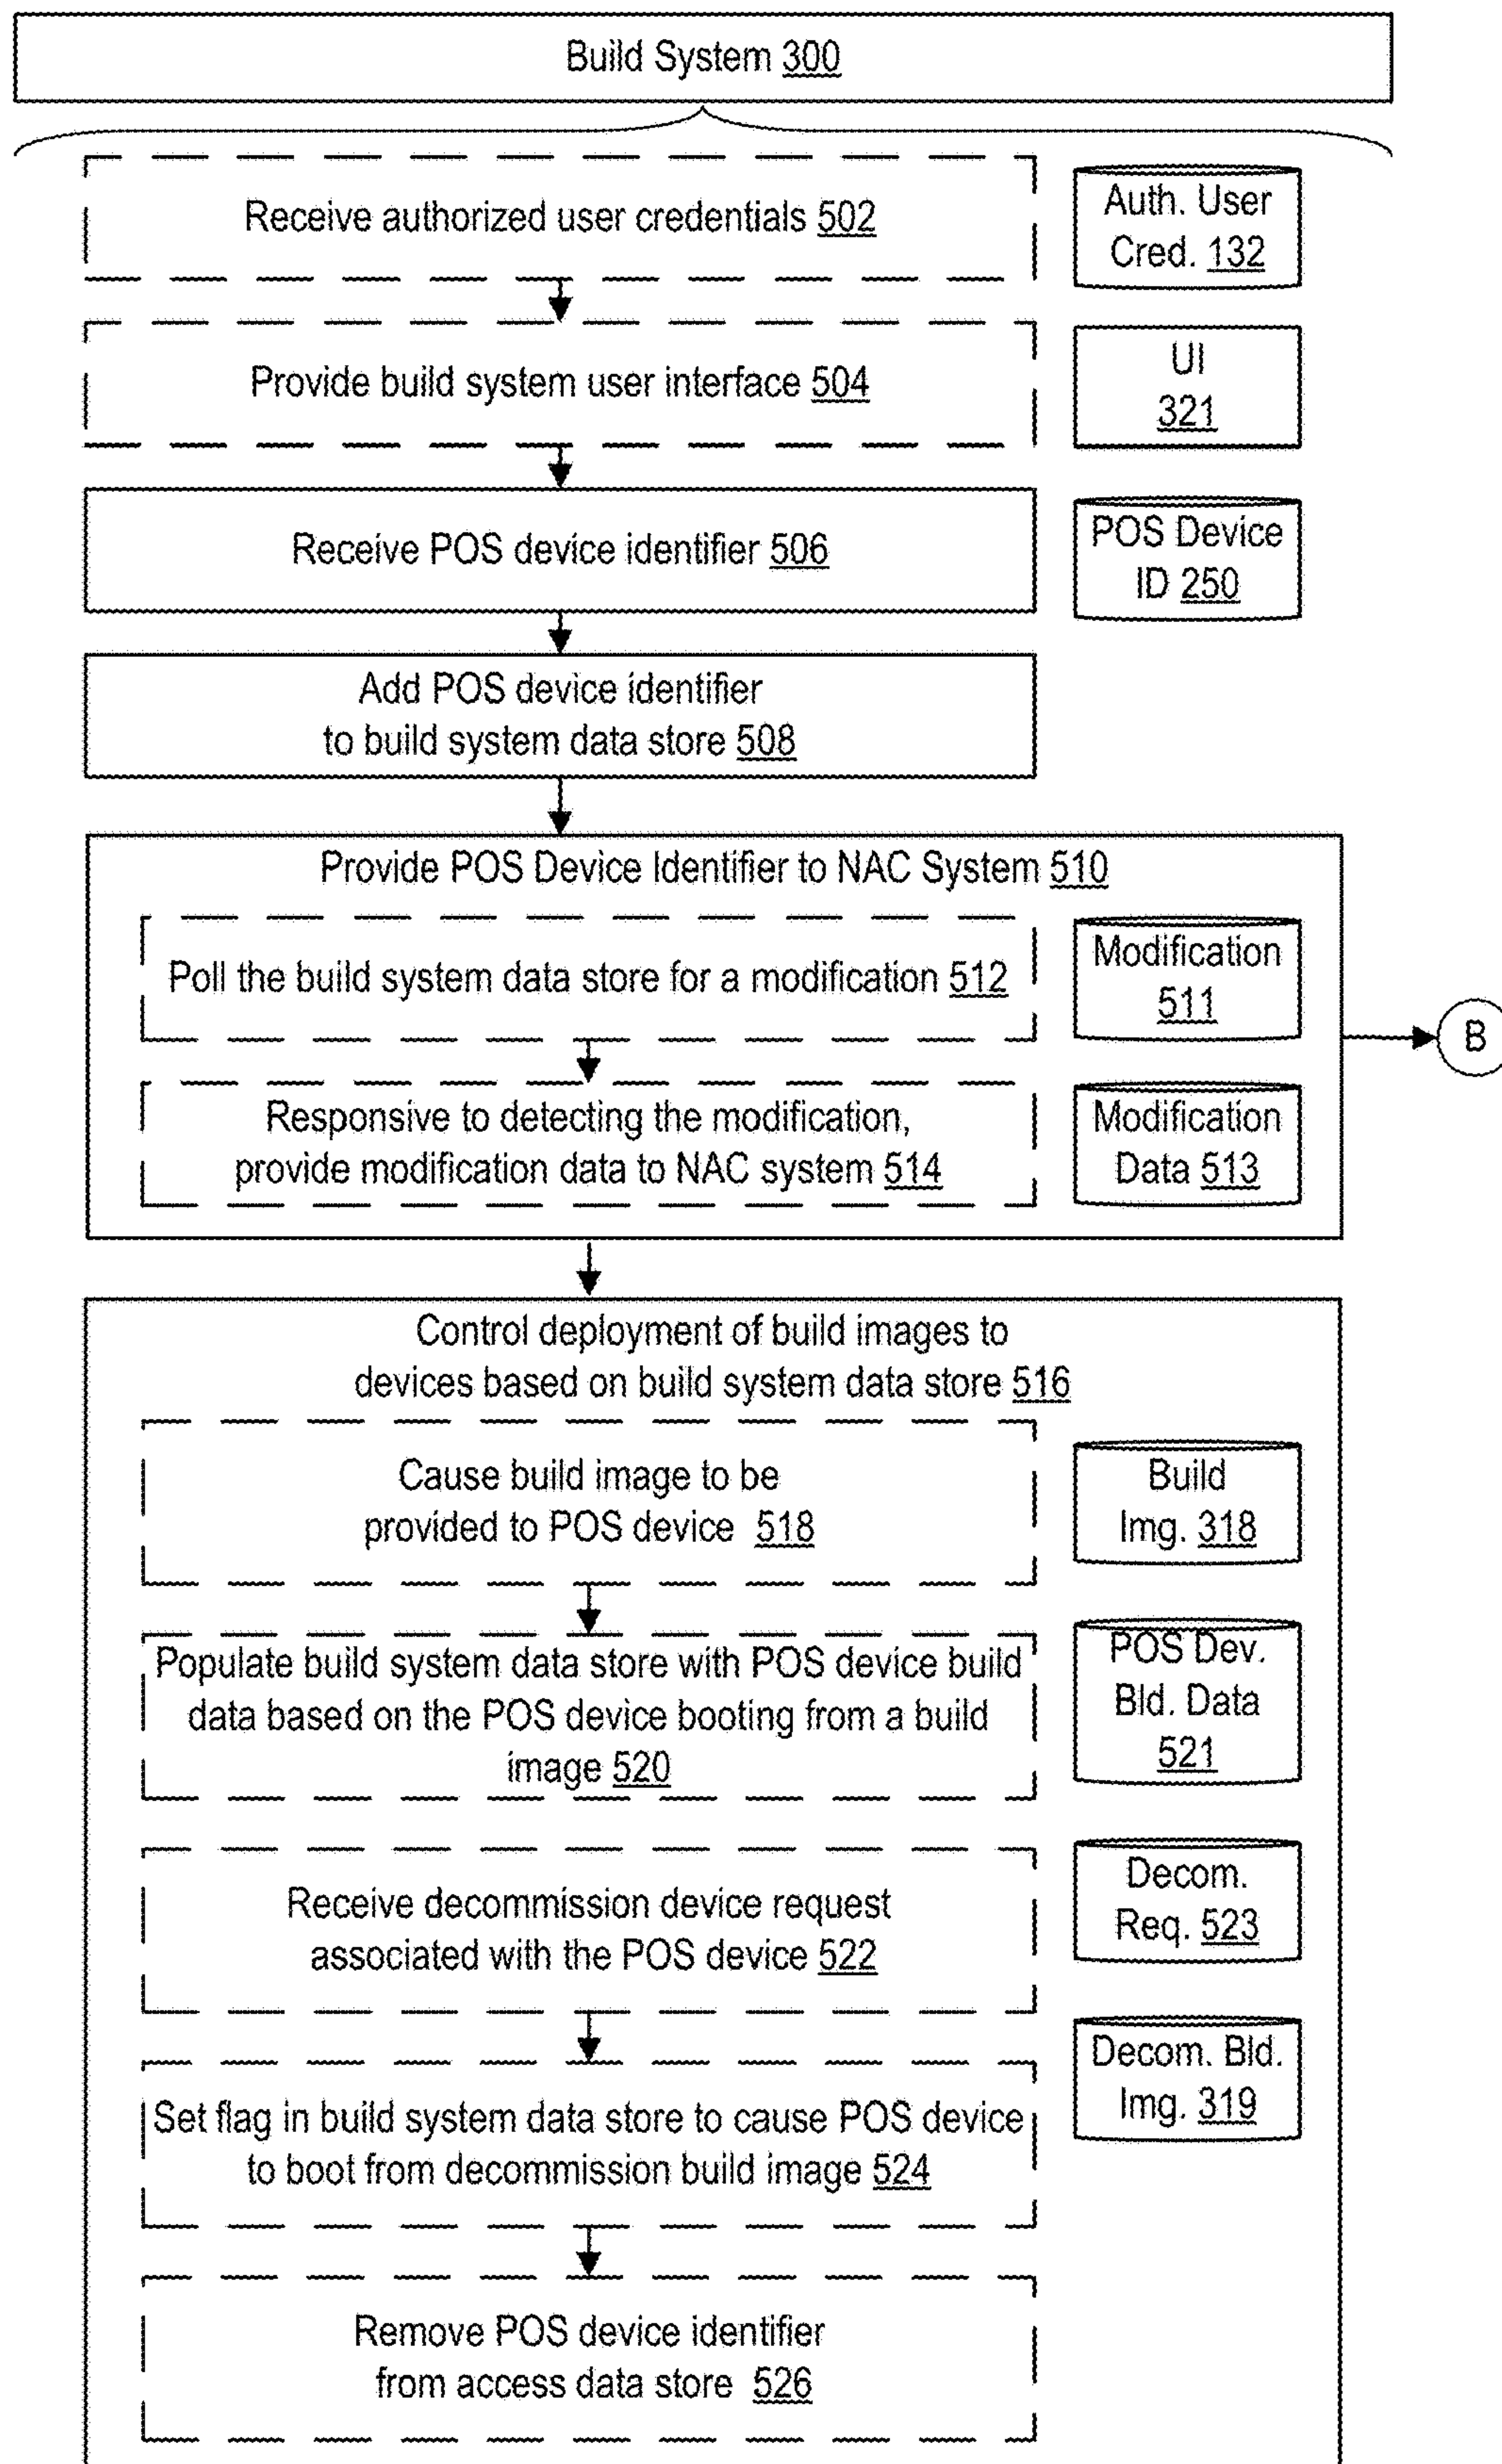 Build System 300
Receive authorized user credentials 502
Auth. User
Cred. 132
Provide build system user interface 504
UI
321
Receive POS device identifier 506
POS Device
ID 250
Add POS device identifier
to build system data store 508
Provide POS Device Identifier to NAC System 510
Poll the build system data store for a modification 512
Modification
511
B
Responsive to detecting the modification,
provide modification data to NAC system 514
Modification
Data 513
Control deployment of build images to
devices based on build system data store 516
Cause build image to be
provided to POS device 518
Build
Img. 318
Populate build system data store with POS device build
data based on the POS device booting from a build
image 520
POS Dev.
Bld. Data
521
Receive decommission device request
associated with the POS device 522
Decom.
Req. 523
Set flag in build system data store to cause POS device
to boot from decommission build image 524
Decom. Bld.
Img. 319
Remove POS device identifier
from access data store 526